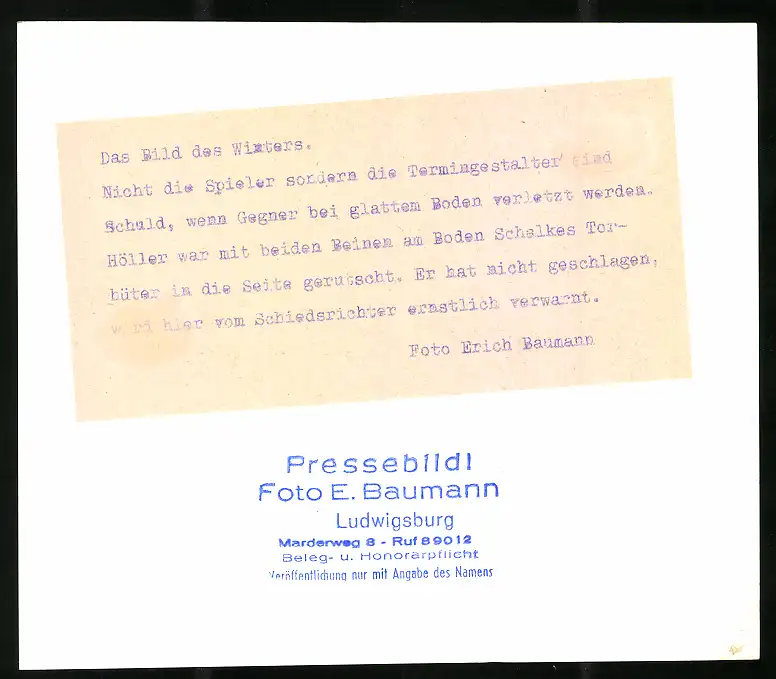 Das Bild des Winters.
Nicht die Spieler sondern die Termingestalter sind
Schuld, wenn Gegner bei glattem Boden verletzt werden.
Höller war mit beiden Beinen am Boden Schalkes Tor-
hüter in die Seite gerutscht. Er hat nicht geschlagen,
hier vom Schiedsrichter ernstlich verwarnt.
Foto Erich Baumann
Pressebild!
Foto E. Baumann
Ludwigsburg
Marderweg 8 - Ruf 89012
Beleg- u. Honorarpflicht
Veröffentlichung nur mit Angabe des Namens